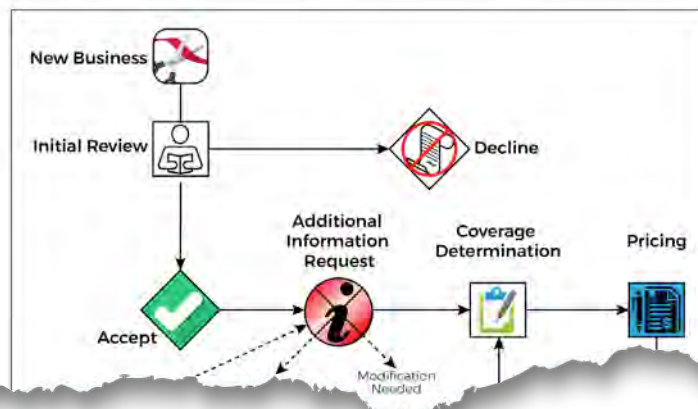 New Business
Initial Review
Decline
Additional
Information
Request
Coverage
Determination
Pricing
Accept
Modification
Needed